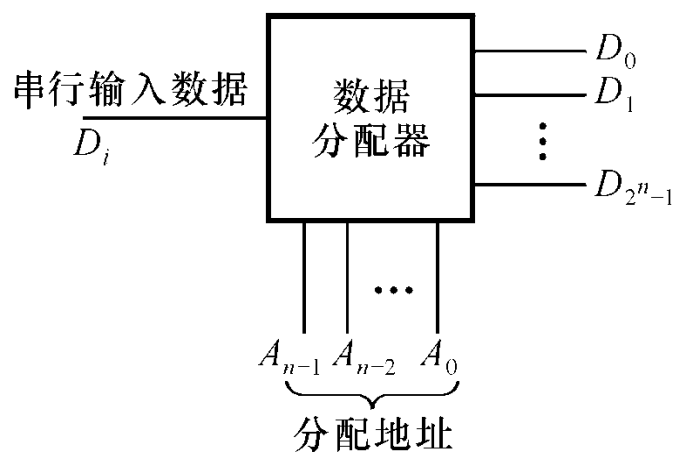 串行输入数据
D_i
数据
分配器
D_0
D_1
⋮
D_{2^n-1}
…
A_{n-1} A_{n-2} A_0
分配地址